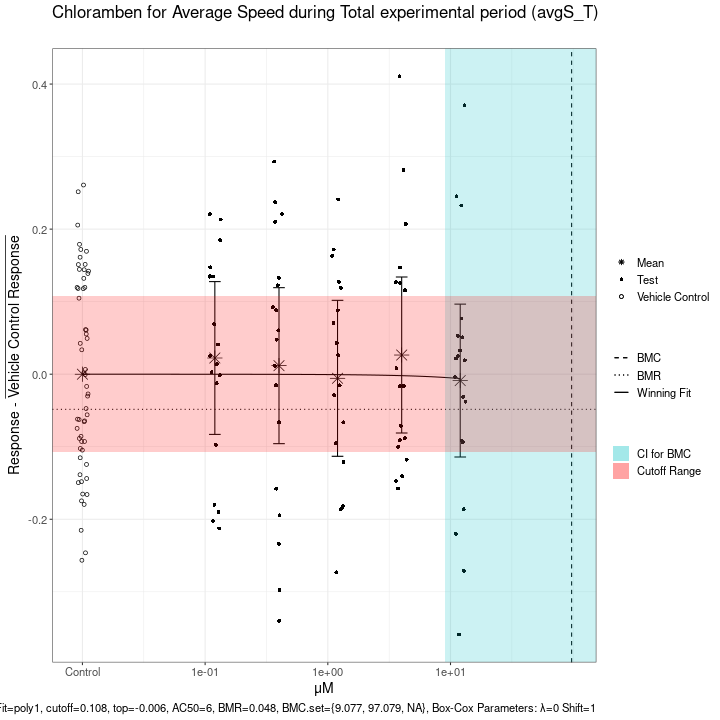 Chloramben for Average Speed during Total experimental period (avgS_T)
Response - Vehicle Control Response
0.4
0.2
0.0
-0.2
Control
1e-01
1e+00
1e+01
μM
Mean
Test
Vehicle Control
BMC
BMR
Winning Fit
CI for BMC
Cutoff Range
Fit=poly1, cutoff=0.108, top=-0.006, AC50=6, BMR=0.048, BMC.set={9.077, 97.079, NA}, Box-Cox Parameters: λ=0 Shift=1